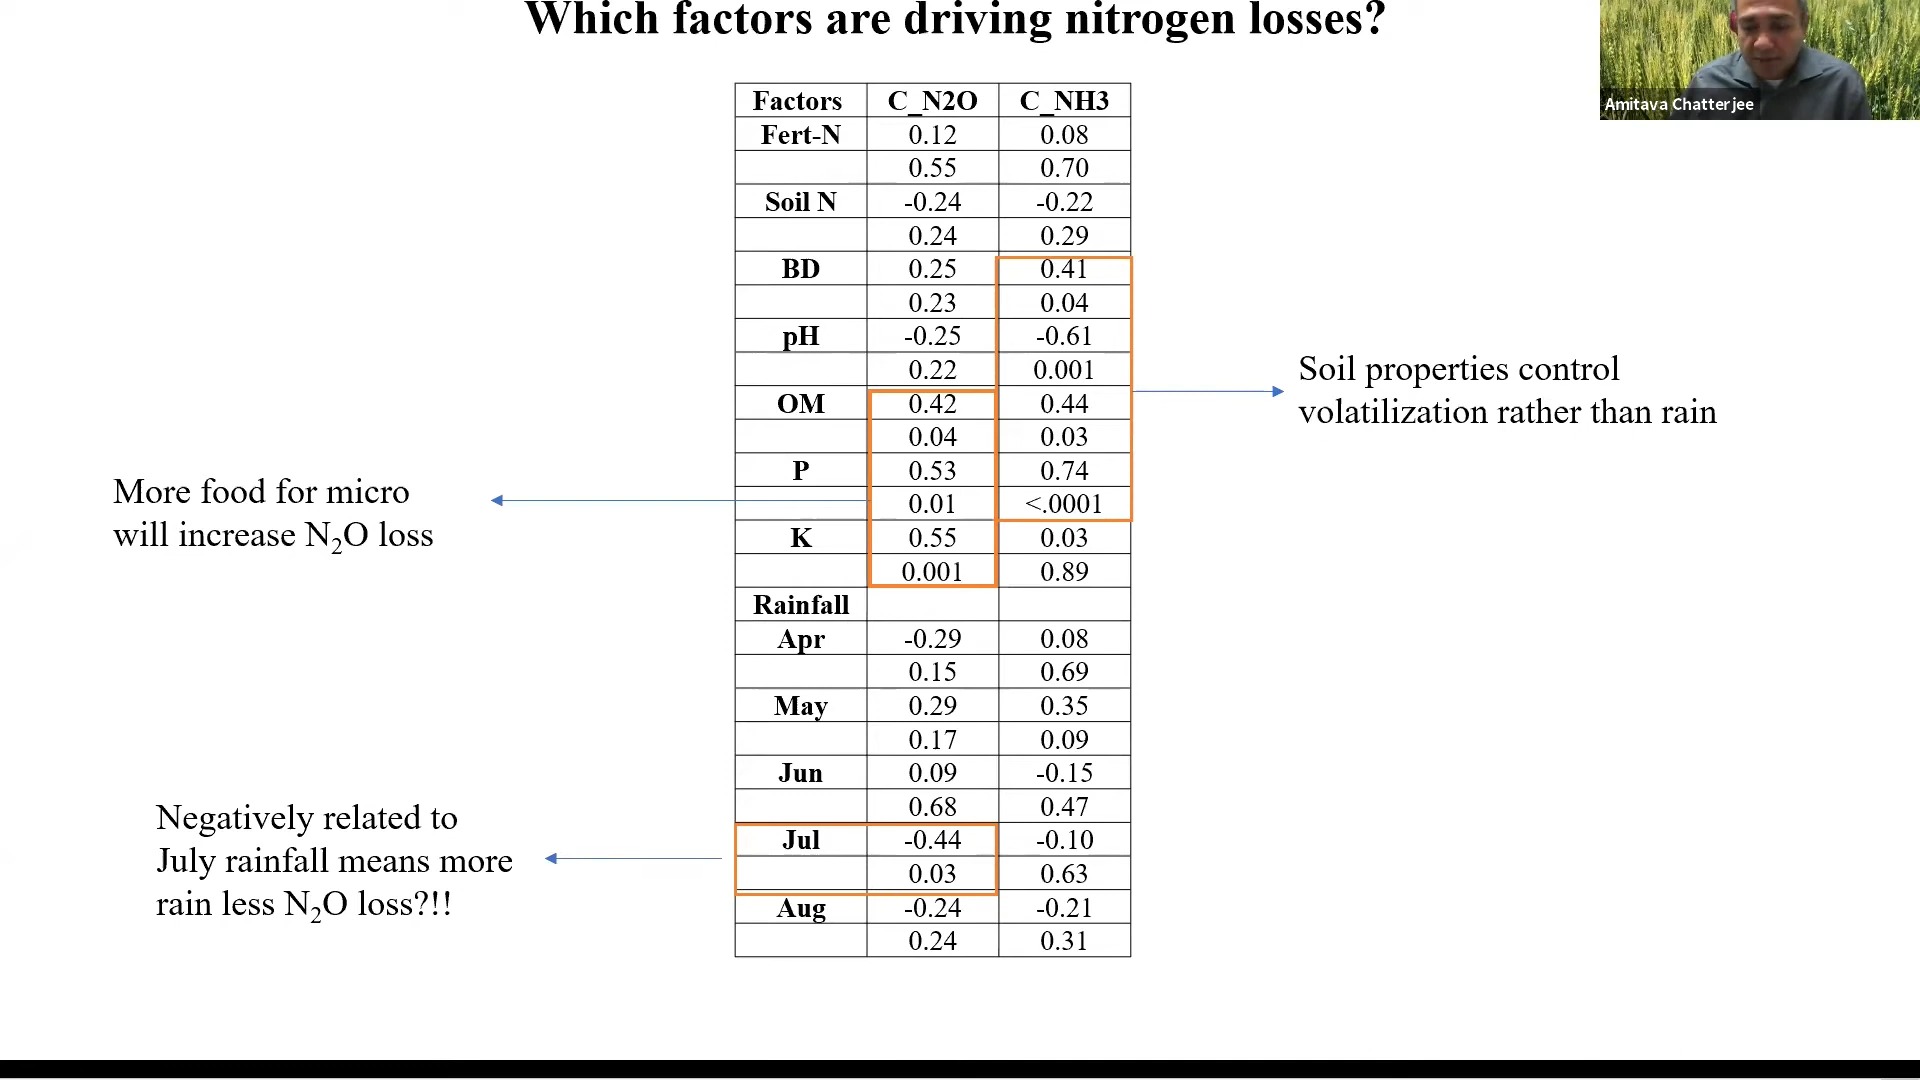 Which factors are driving nitrogen losses?
Amitava Chatterjee
Factors C_N2O C_NH3
Fert-N 0.12 0.08
0.55 0.70
Soil N -0.24 -0.22
0.24 0.29
BD 0.25 0.41
0.23 0.04
pH -0.25 -0.61
0.22 0.001
OM 0.42 0.44
0.04 0.03
P 0.53 0.74
0.01 <.0001
K 0.55 0.03
0.001 0.89
Rainfall
Apr -0.29 0.08
0.15 0.69
May 0.29 0.35
0.17 0.09
Jun 0.09 -0.15
0.68 0.47
Jul -0.44 -0.10
0.03 0.63
Aug -0.24 -0.21
0.24 0.31
Soil properties control
volatilization rather than rain
More food for micro
will increase N₂O loss
Negatively related to
July rainfall means more
rain less N₂O loss?!!